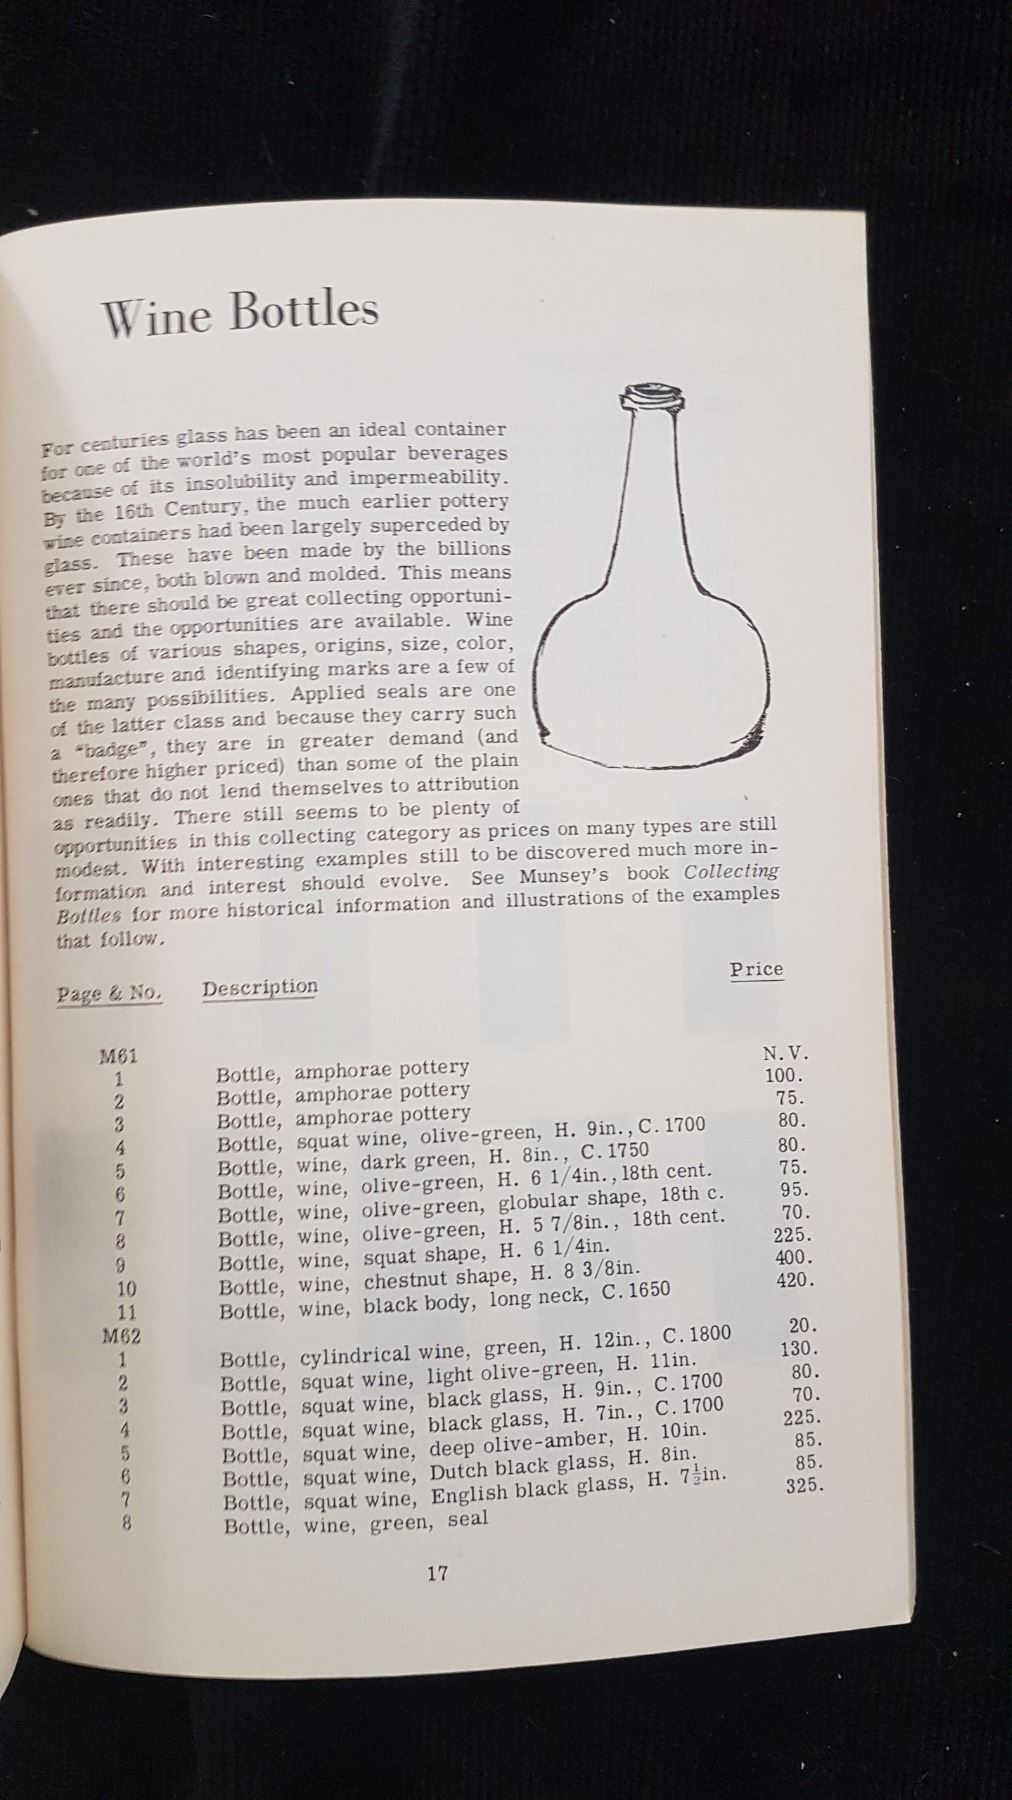 Wine Bottles
For centuries glass has been an ideal container
for one of the world's most popular beverages
because of its insolubility and impermeability.
By the 16th Century, the much earlier pottery
wine containers had been largely superceded by
glass. These have been made by the billions
ever since, both blown and molded. This means
that there should be great collecting opportuni-
ties and the opportunities are available. Wine
bottles of various shapes, origins, size, color,
manufacture and identifying marks are a few of
the many possibilities. Applied seals are one
of the latter class and because they carry such
a "badge", they are in greater demand (and
therefore higher priced) than some of the plain
ones that do not lend themselves to attribution
as readily. There still seems to be plenty of
opportunities in this collecting category as prices on many types are still
modest. With interesting examples still to be discovered much more in-
formation and interest should evolve. See Munsey's book Collecting
Bottles for more historical information and illustrations of the examples
that follow.
Page & No. Description Price
M61
1 Bottle, amphorae pottery N.V.
2 Bottle, amphorae pottery 100.
3 Bottle, amphorae pottery 75.
4 Bottle, squat wine, olive-green, H. 9in., C. 1700 80.
5 Bottle, wine, dark green, H. 8in., C. 1750 80.
6 Bottle, wine, olive-green, H. 6 1/4in., 18th cent. 75.
7 Bottle, wine, olive-green, globular shape, 18th c. 95.
8 Bottle, wine, olive-green, H. 5 7/8in., 18th cent. 70.
9 Bottle, wine, squat shape, H. 6 1/4in. 225.
10 Bottle, wine, chestnut shape, H. 8 3/8in. 400.
11 Bottle, wine, black body, long neck, C. 1650 420.
M62
1 Bottle, cylindrical wine, green, H. 12in., C. 1800 20.
2 Bottle, squat wine, light olive-green, H. 11in. 130.
3 Bottle, squat wine, black glass, H. 9in., C. 1700 80.
4 Bottle, squat wine, black glass, H. 7in., C. 1700 70.
5 Bottle, squat wine, deep olive-amber, H. 10in. 225.
6 Bottle, squat wine, Dutch black glass, H. 8in. 85.
7 Bottle, squat wine, English black glass, H. 7½in. 85.
8 Bottle, wine, green, seal 325.
17